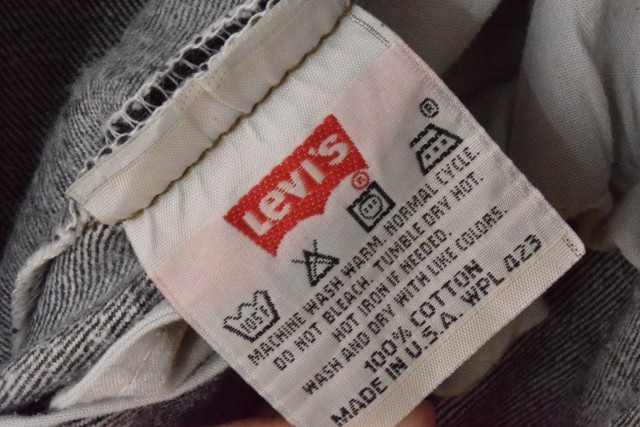 Levi's ®
®
105F
MACHINE WASH WARM. NORMAL CYCLE
DO NOT BLEACH. TUMBLE DRY HOT.
HOT IRON IF NEEDED.
WASH AND DRY WITH LIKE COLORS.
100% COTTON
MADE IN U.S.A. WPL 423